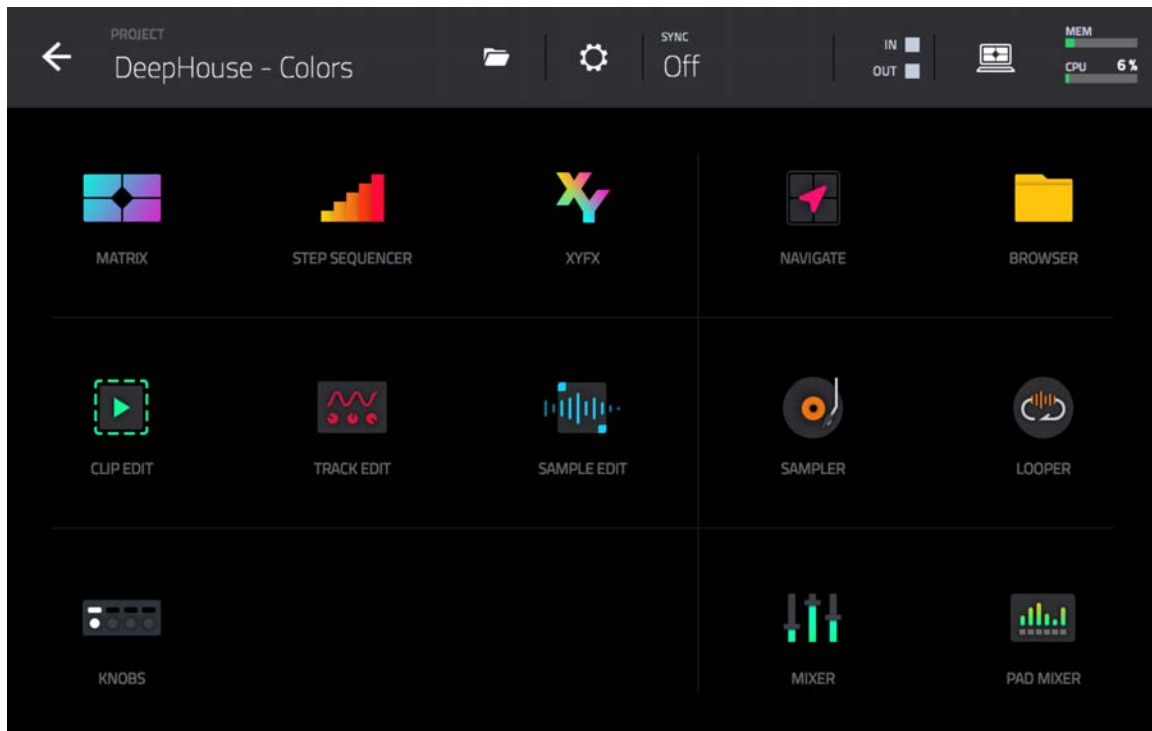 PROJECT
DeepHouse - Colors
SYNC
Off
IN
OUT
MEM
CPU 6%
MATRIX
STEP SEQUENCER
XYFX
NAVIGATE
BROWSER
CLIP EDIT
TRACK EDIT
SAMPLE EDIT
SAMPLER
LOOPER
KNOBS
MIXER
PAD MIXER